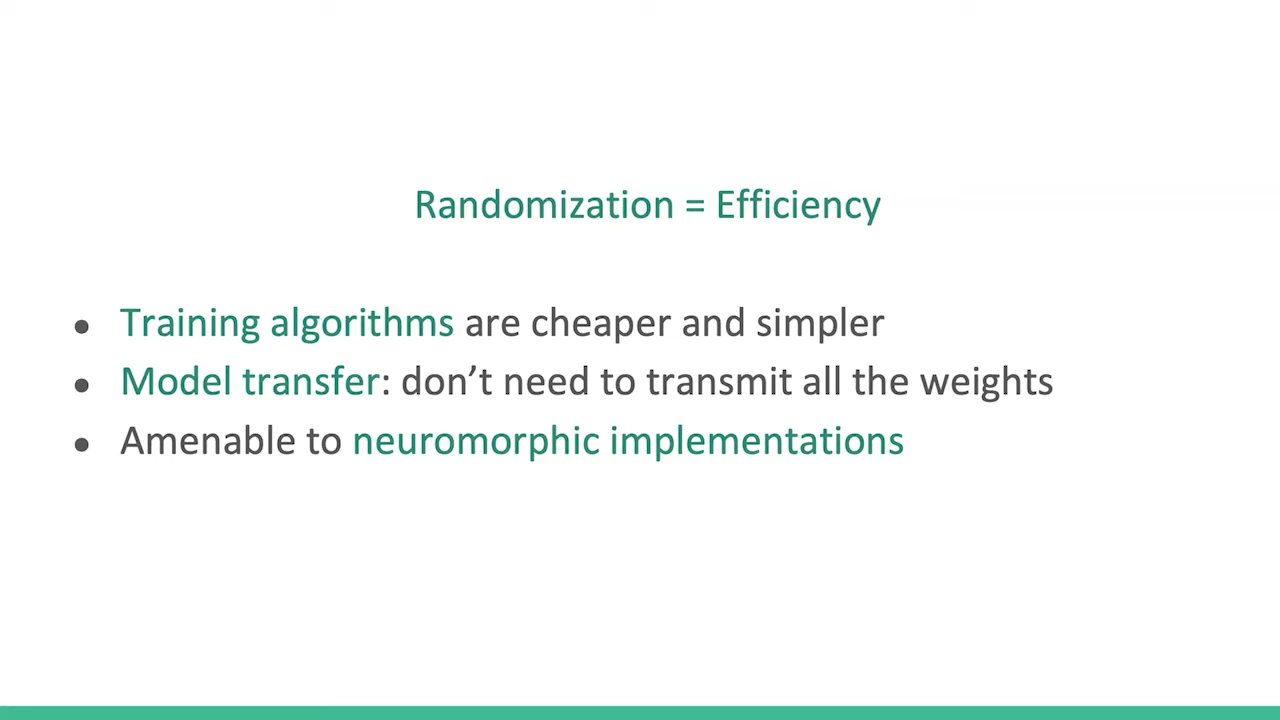 Randomization = Efficiency
● Training algorithms are cheaper and simpler
● Model transfer: don’t need to transmit all the weights
● Amenable to neuromorphic implementations